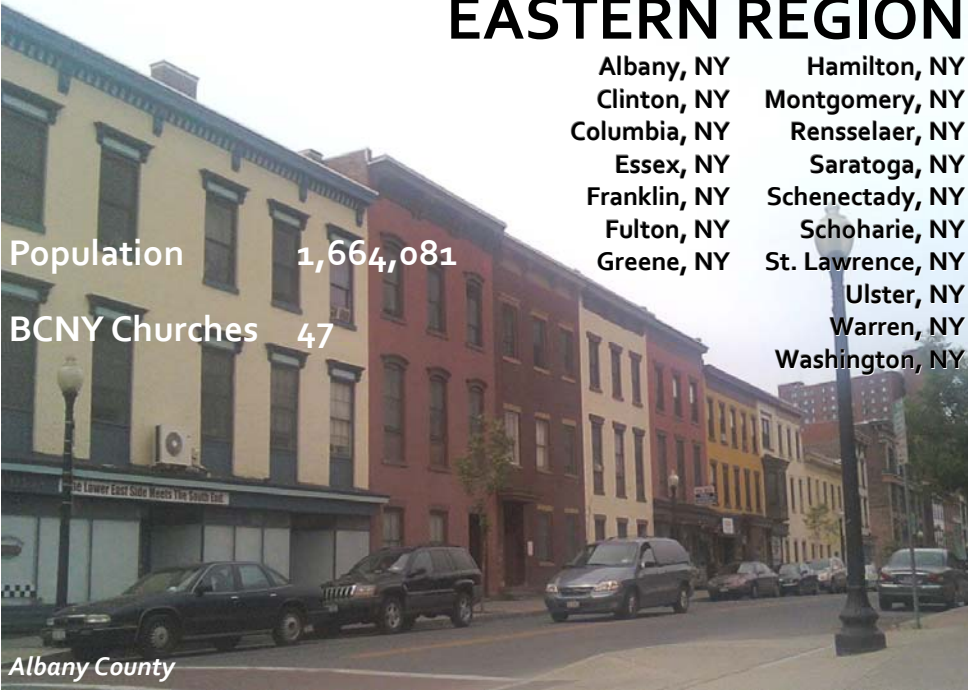 EASTERN REGION
Albany, NY
Clinton, NY
Columbia, NY
Essex, NY
Franklin, NY
Fulton, NY
Greene, NY
Hamilton, NY
Montgomery, NY
Rensselaer, NY
Saratoga, NY
Schenectady, NY
Schoharie, NY
St. Lawrence, NY
Ulster, NY
Warren, NY
Washington, NY
Population 1,664,081
BCNY Churches 47
The Lower East Side Meets The South End
Albany County